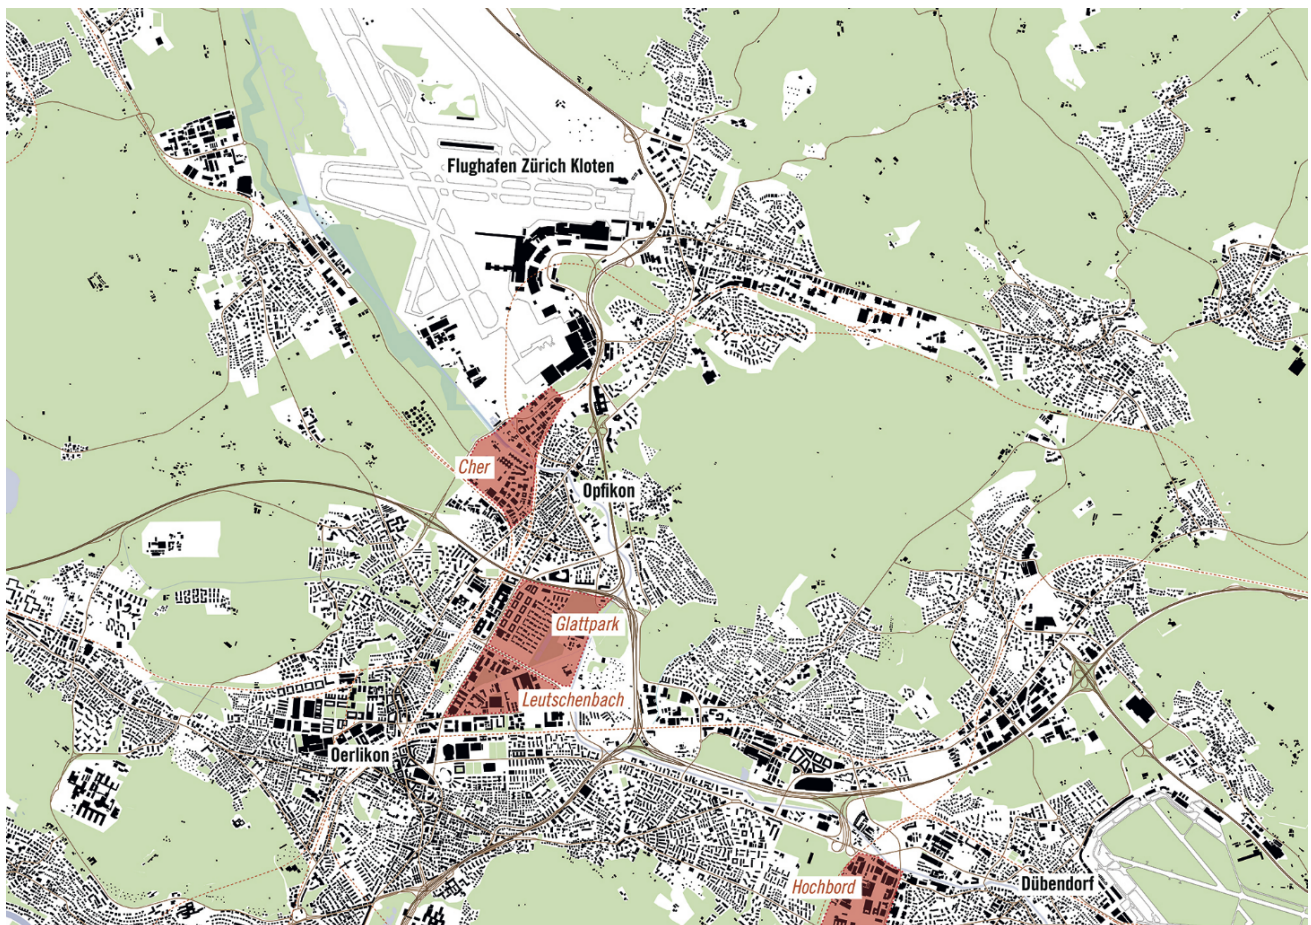 Flughafen Zürich Kloten
Cher
Opfikon
Glattpark
Leutschenbach
Oerlikon
Hochbord
Dübendorf